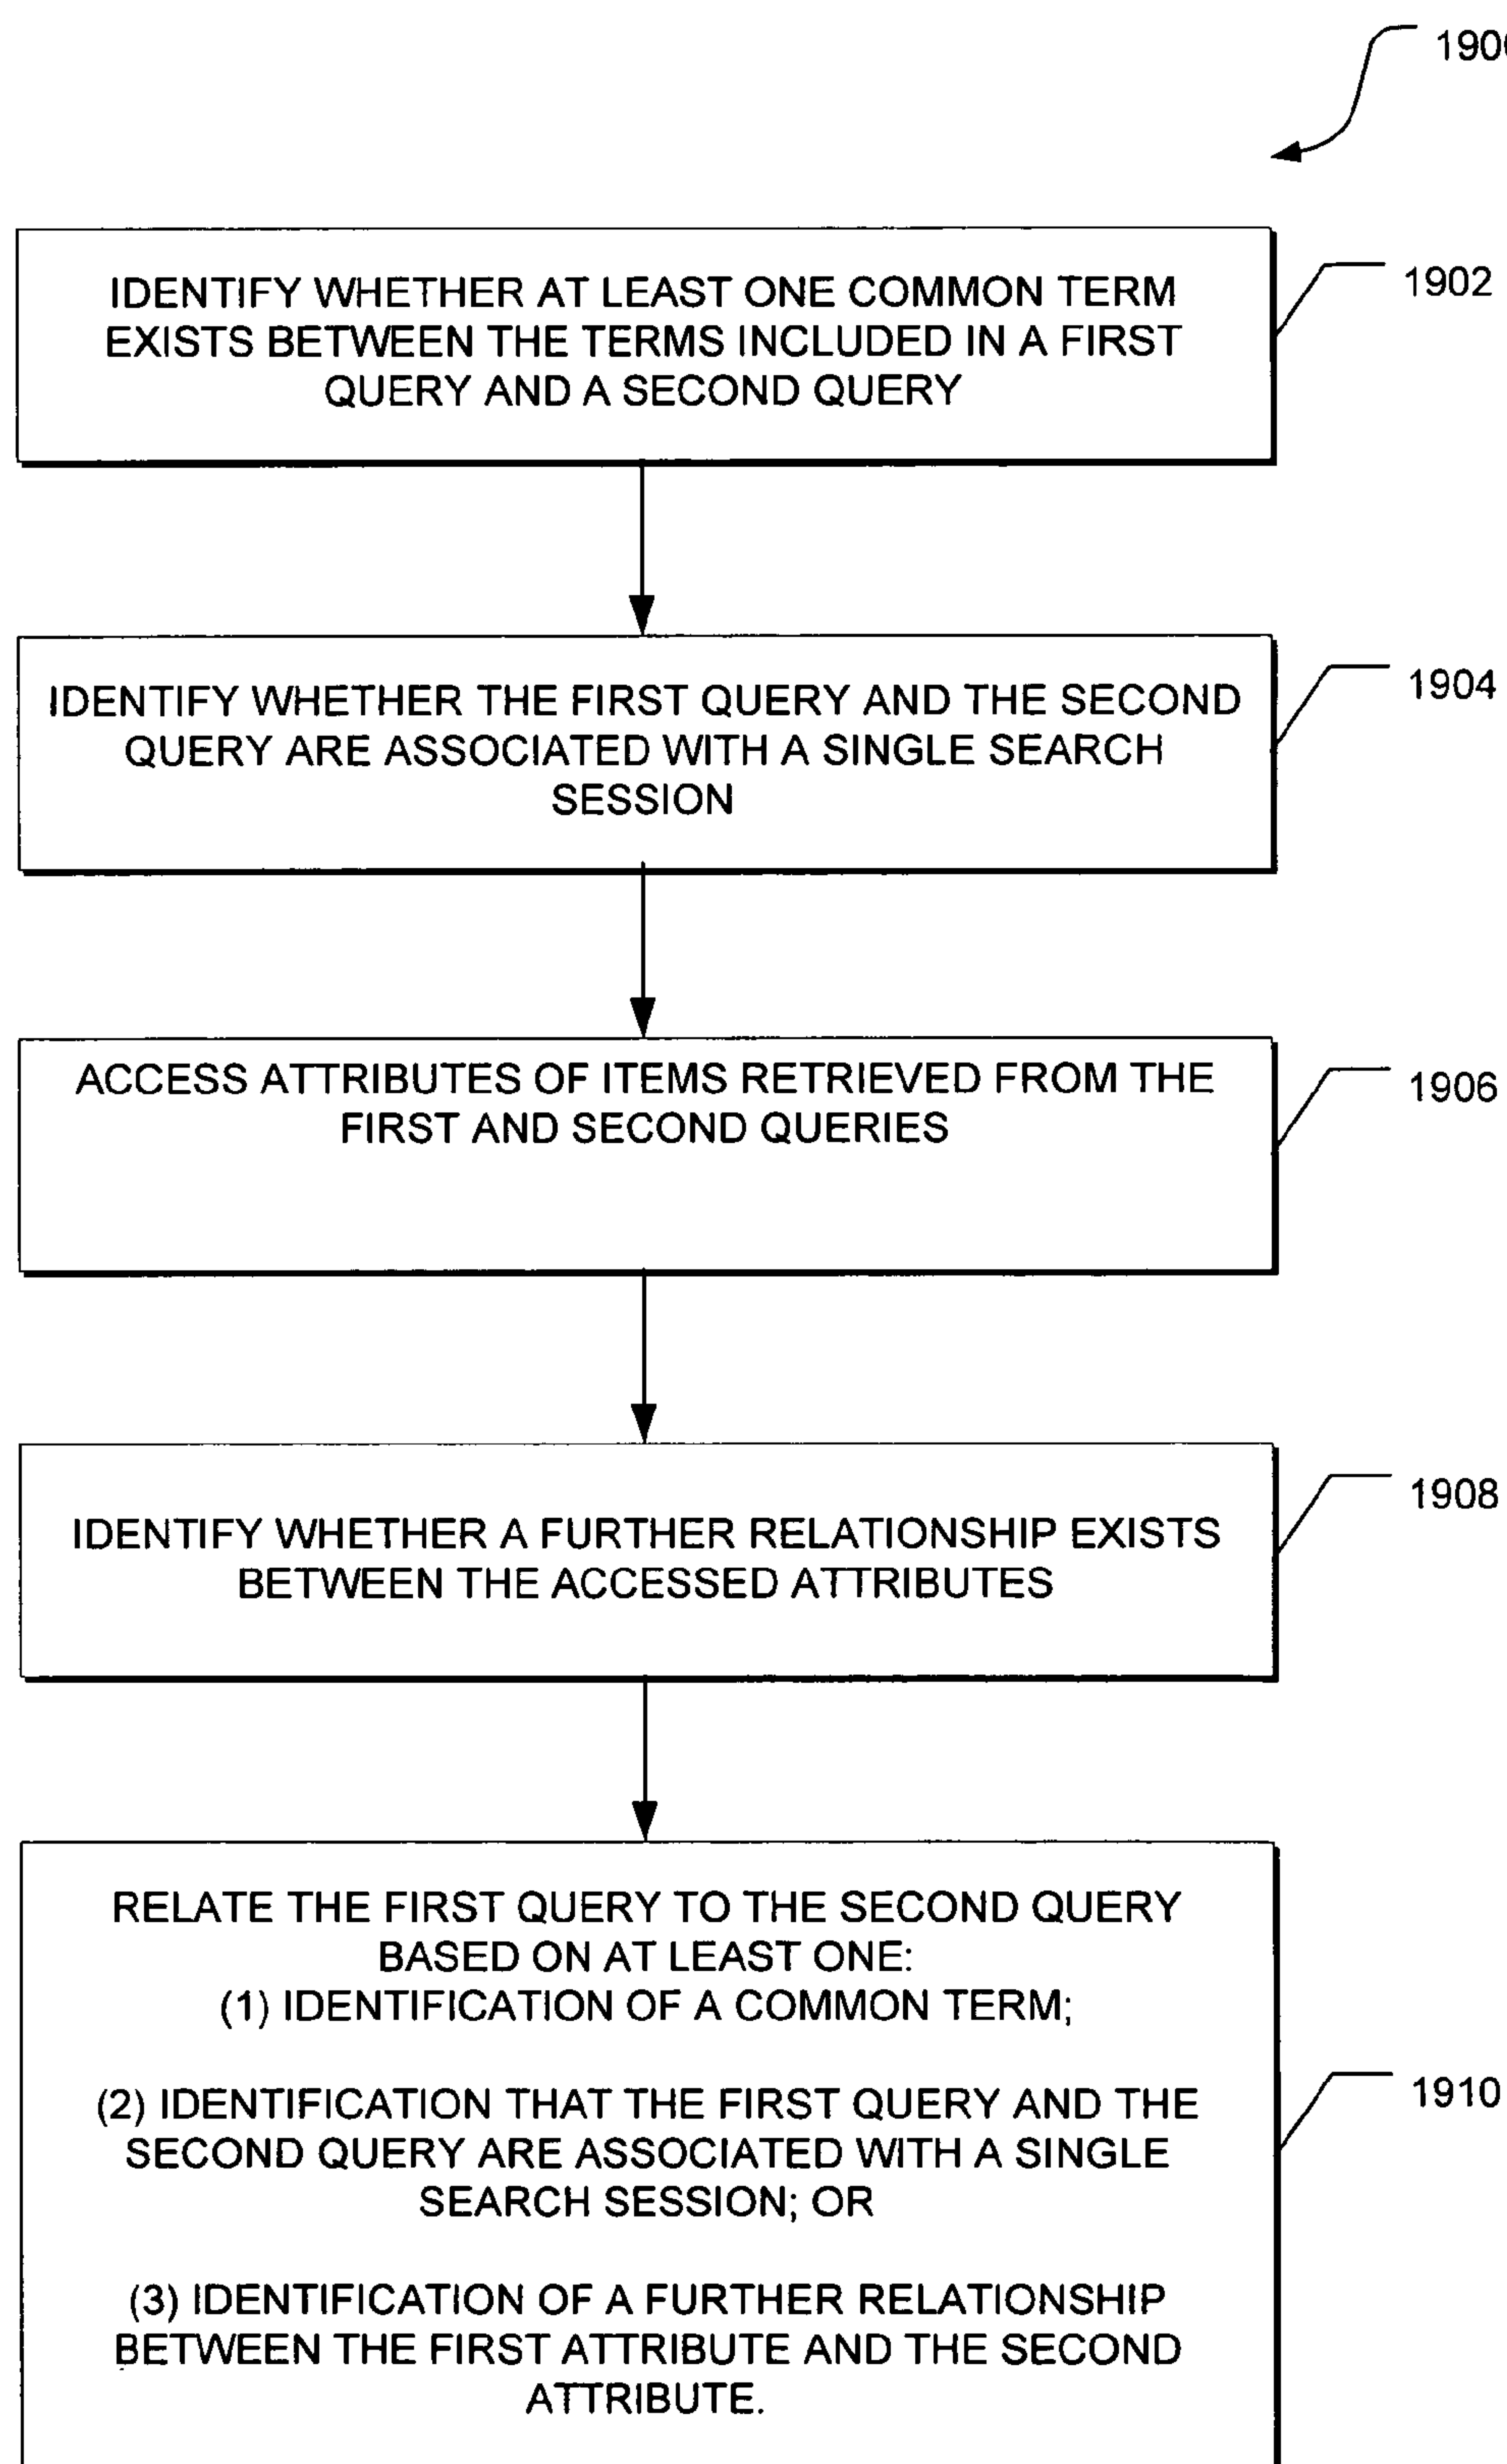 IDENTIFY WHETHER AT LEAST ONE COMMON TERM
EXISTS BETWEEN THE TERMS INCLUDED IN A FIRST
QUERY AND A SECOND QUERY
1902
IDENTIFY WHETHER THE FIRST QUERY AND THE SECOND
QUERY ARE ASSOCIATED WITH A SINGLE SEARCH
SESSION
1904
ACCESS ATTRIBUTES OF ITEMS RETRIEVED FROM THE
FIRST AND SECOND QUERIES
1906
IDENTIFY WHETHER A FURTHER RELATIONSHIP EXISTS
BETWEEN THE ACCESSED ATTRIBUTES
1908
RELATE THE FIRST QUERY TO THE SECOND QUERY
BASED ON AT LEAST ONE:
(1) IDENTIFICATION OF A COMMON TERM;
(2) IDENTIFICATION THAT THE FIRST QUERY AND THE
SECOND QUERY ARE ASSOCIATED WITH A SINGLE
SEARCH SESSION; OR
(3) IDENTIFICATION OF A FURTHER RELATIONSHIP
BETWEEN THE FIRST ATTRIBUTE AND THE SECOND
ATTRIBUTE.
1910